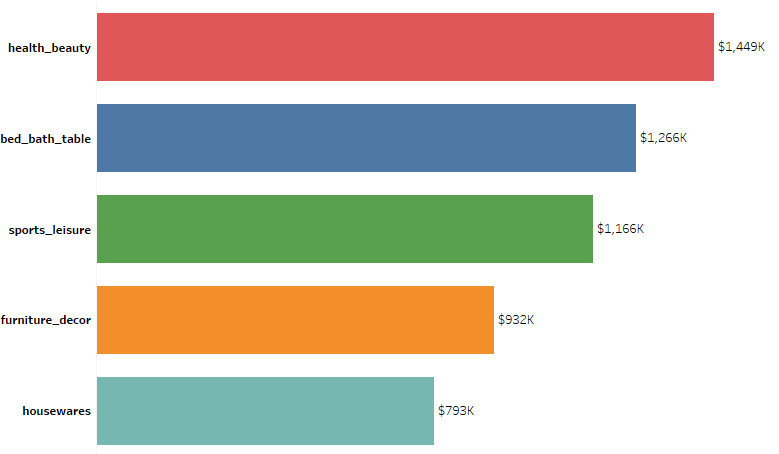 health_beauty $1,449K
bed_bath_table $1,266K
sports_leisure $1,166K
furniture_decor $932K
housewares $793K